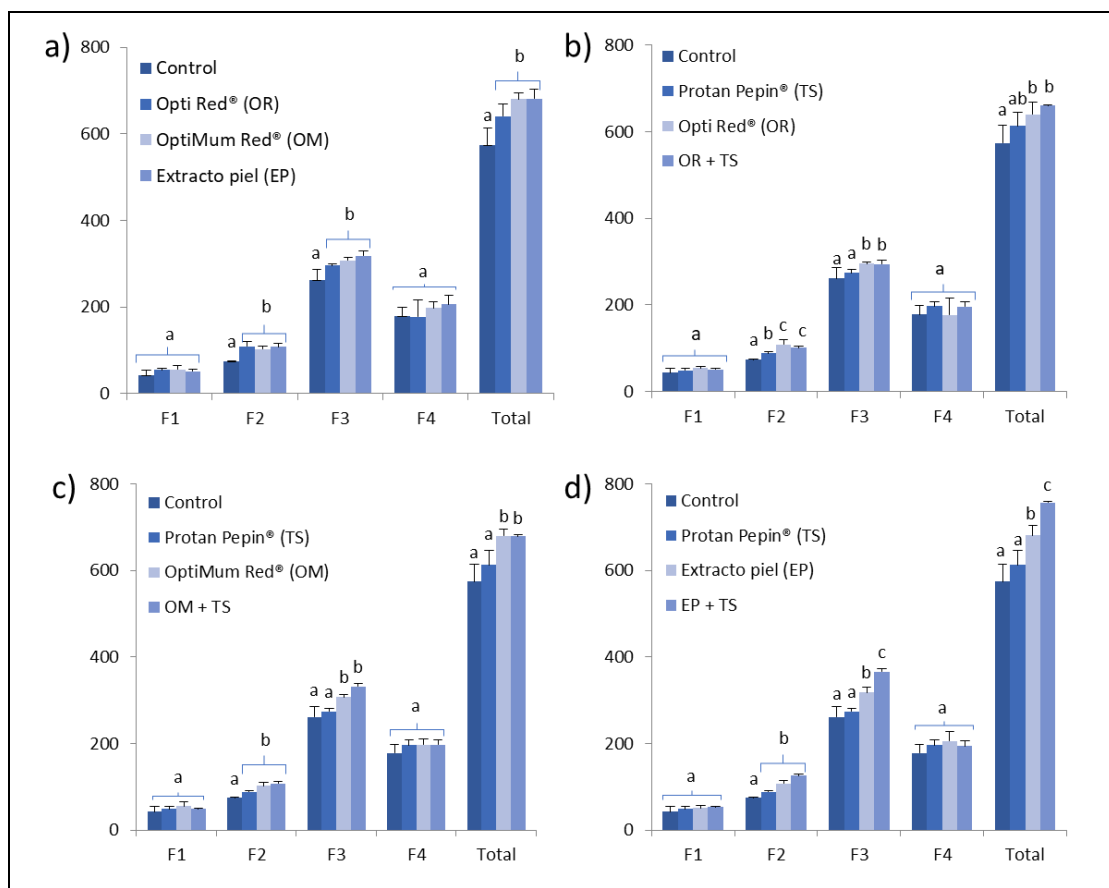 a)
Control
Opti Red® (OR)
OptiMum Red® (OM)
Extracto piel (EP)
800
600
400
200
0
a
a
b
a
b
a
a
b
F1 F2 F3 F4 Total
b)
Control
Protan Pepin® (TS)
Opti Red® (OR)
OR + TS
800
600
400
200
0
a
a b c c
a a b b
a
a ab b b
F1 F2 F3 F4 Total
c)
Control
Protan Pepin® (TS)
OptiMum Red® (OM)
OM + TS
800
600
400
200
0
a
a b
a a b b
a
a a b b
F1 F2 F3 F4 Total
d)
Control
Protan Pepin® (TS)
Extracto piel (EP)
EP + TS
800
600
400
200
0
a
a b
a a b c
a
a a b c
F1 F2 F3 F4 Total